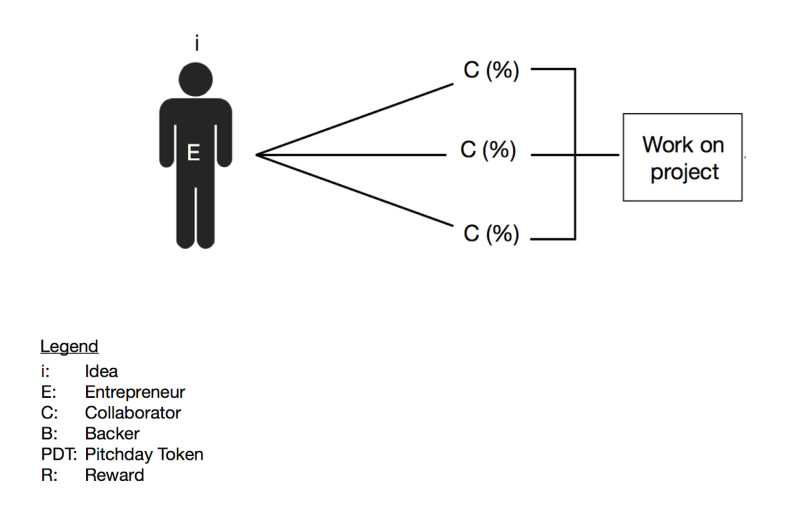 i
E
C (%)
C (%)
C (%)
Work on
project
Legend
i: Idea
E: Entrepreneur
C: Collaborator
B: Backer
PDT: Pitchday Token
R: Reward